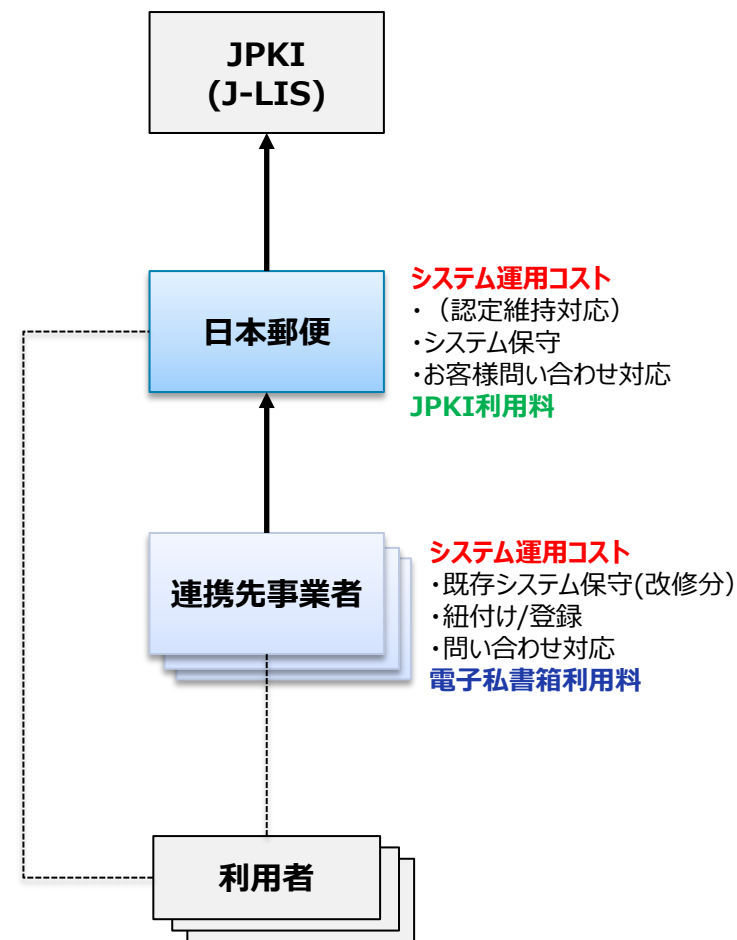 JPKI
(J-LIS)
日本郵便
システム運用コスト
・（認定維持対応）
・システム保守
・お客様問い合わせ対応
JPKI利用料
連携先事業者
システム運用コスト
・既存システム保守(改修分）
・紐付け/登録
・問い合わせ対応
電子私書箱利用料
利用者